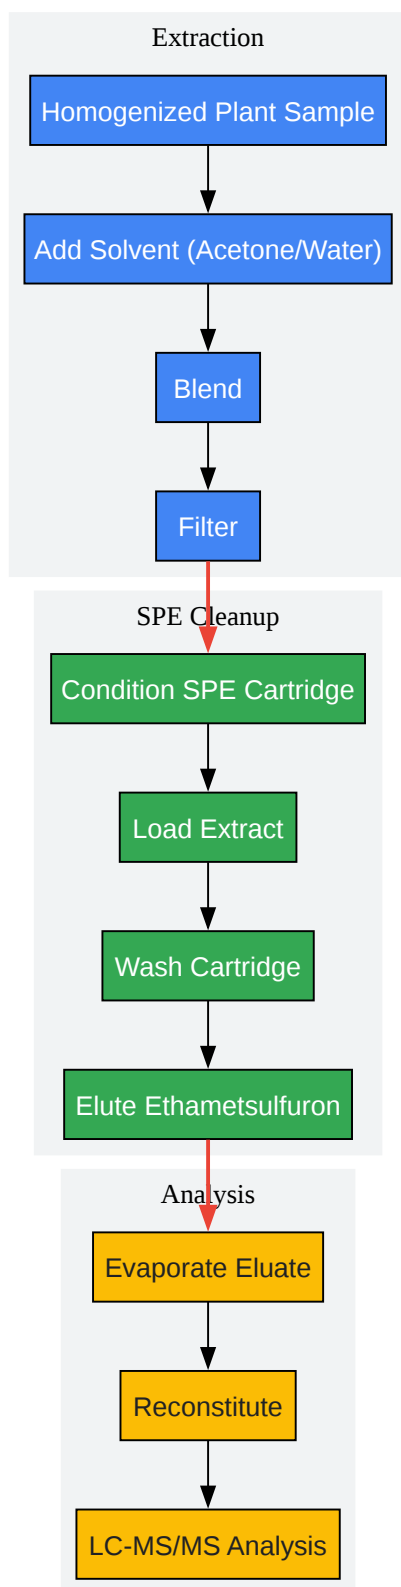 Extraction
Homogenized Plant Sample
Add Solvent (Acetone/Water)
Blend
Filter
SPE Cleanup
Condition SPE Cartridge
Load Extract
Wash Cartridge
Elute Ethametsulfuron
Analysis
Evaporate Eluate
Reconstitute
LC-MS/MS Analysis